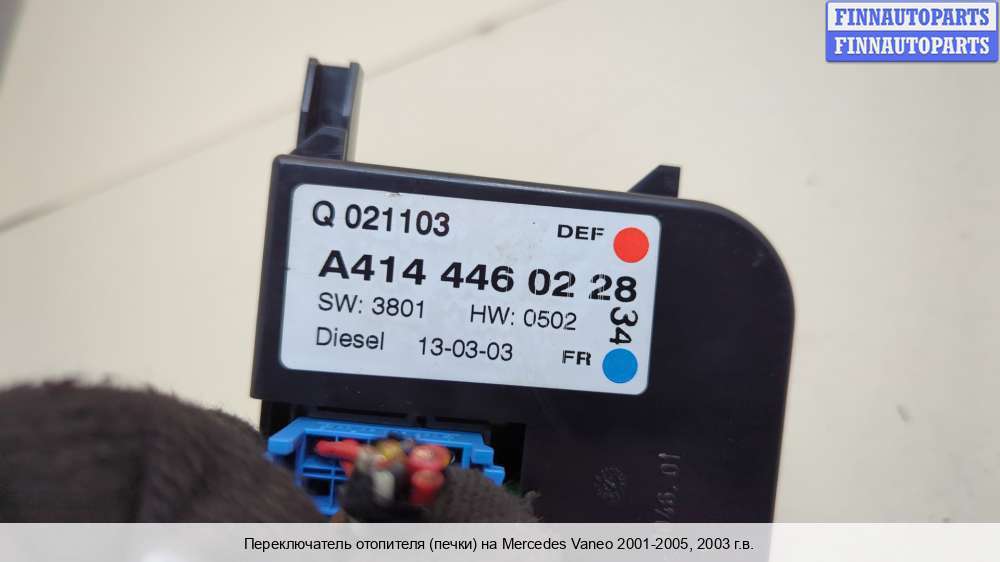 FINNAUTOPARTS
FINNAUTOPARTS
Q 021103
DEF
A414 446 02 28
34
SW: 3801 HW: 0502
Diesel 13-03-03
FR
Переключатель отопителя (печки) на Mercedes Vaneo 2001-2005, 2003 г.в.